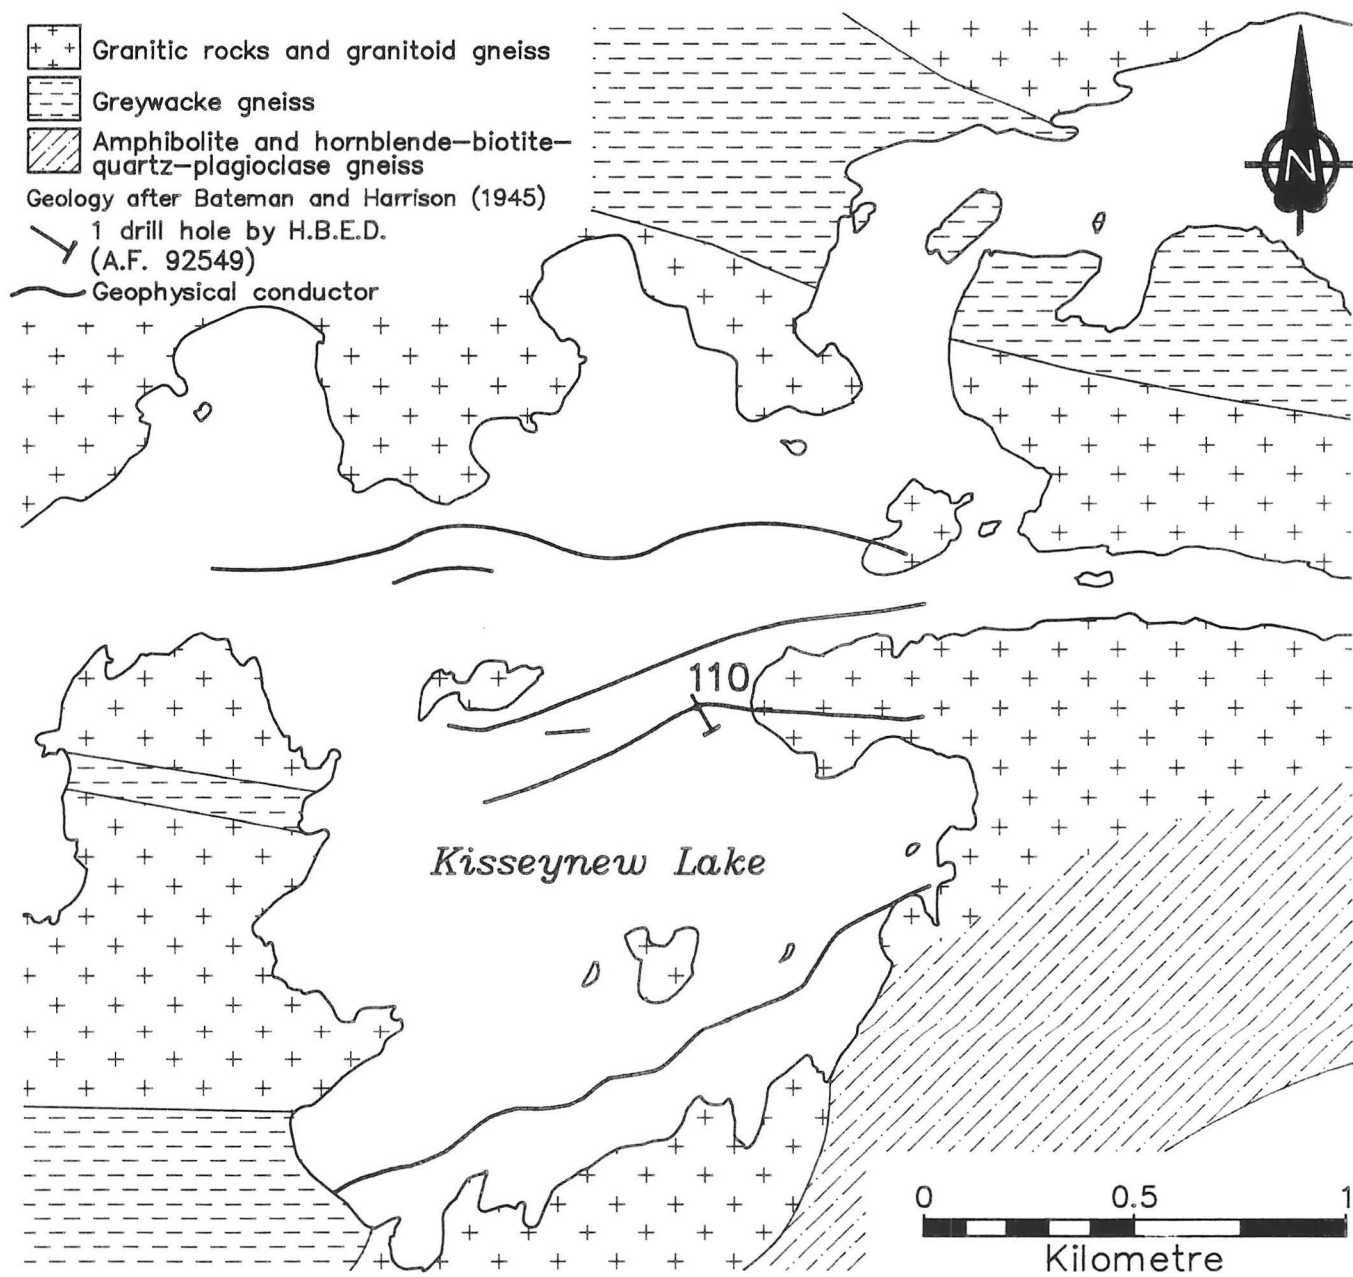 Granitic rocks and granitoid gneiss
Greywacke gneiss
Amphibolite and hornblende-biotite-
quartz-plagioclase gneiss
Geology after Bateman and Harrison (1945)
1 drill hole by H.B.E.D.
(A.F. 92549)
Geophysical conductor
N
110
Kisseynew Lake
0 0.5 1
Kilometre